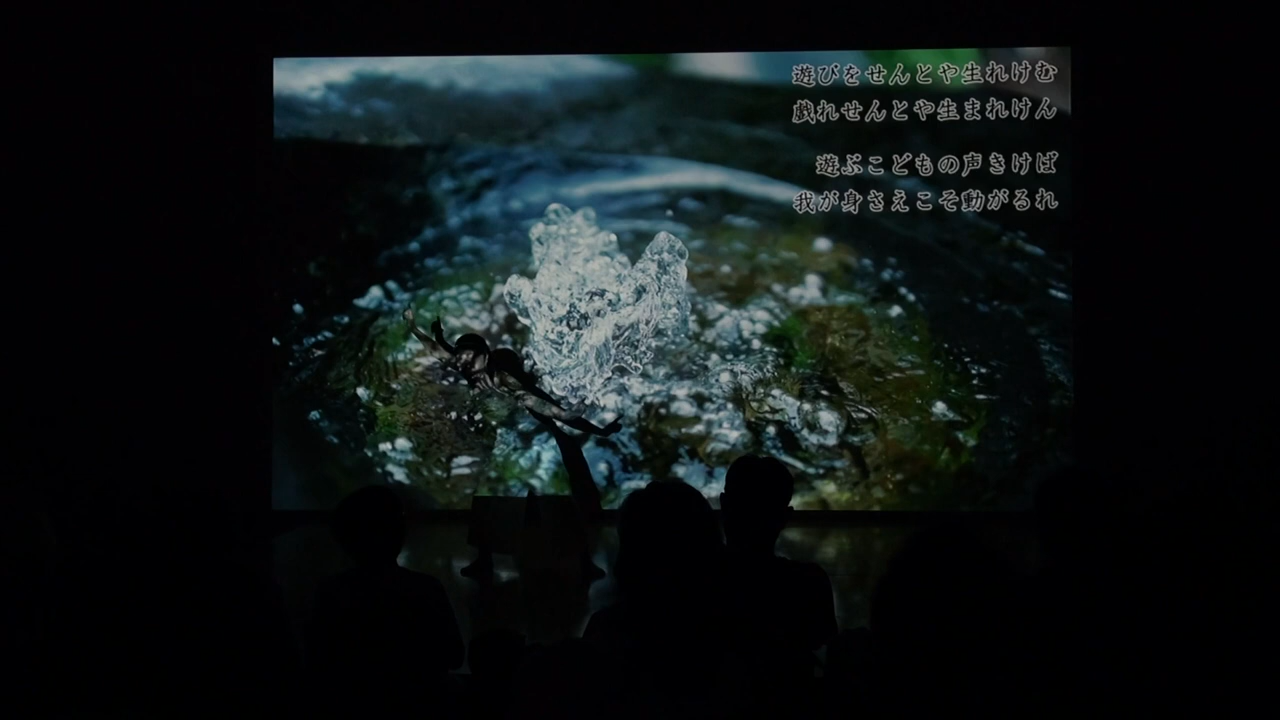 遊びをせんとや生れけむ
戯れせんとや生まれけん
遊ぶこどもの声きけば
我が身さえこそ動がるれ